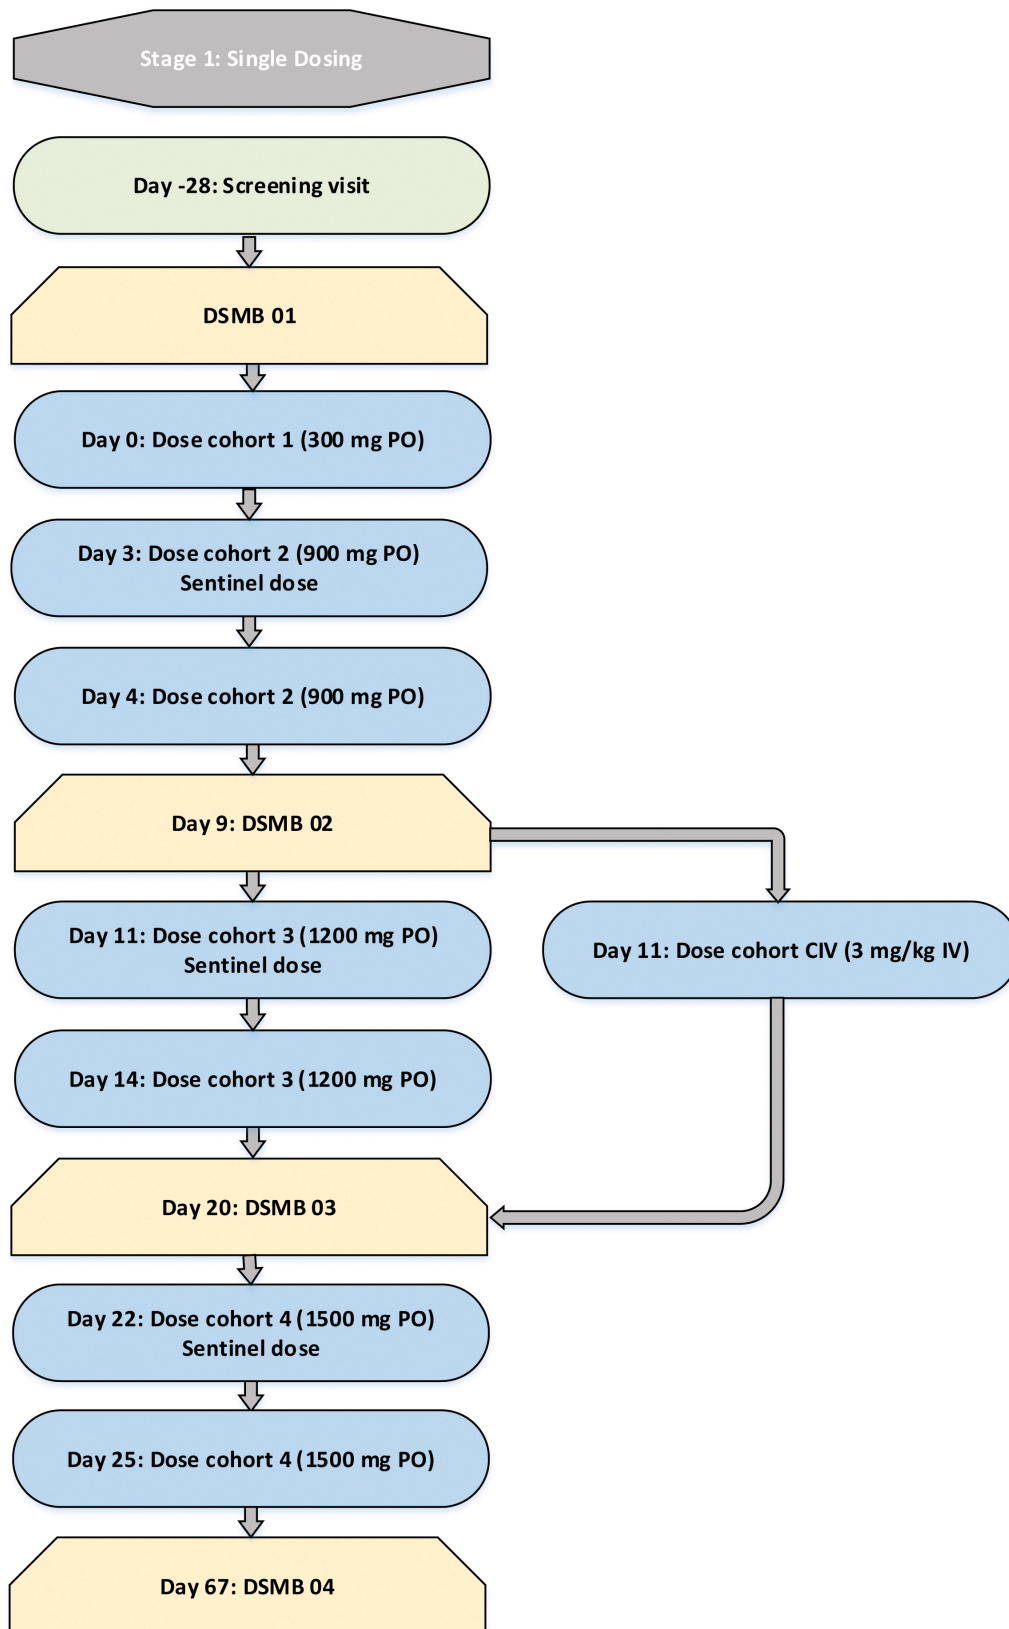 Stage 1: Single Dosing
Day -28: Screening visit
DSMB 01
Day 0: Dose cohort 1 (300 mg PO)
Day 3: Dose cohort 2 (900 mg PO)
Sentinel dose
Day 4: Dose cohort 2 (900 mg PO)
Day 9: DSMB 02
Day 11: Dose cohort 3 (1200 mg PO)
Sentinel dose
Day 11: Dose cohort CIV (3 mg/kg IV)
Day 14: Dose cohort 3 (1200 mg PO)
Day 20: DSMB 03
Day 22: Dose cohort 4 (1500 mg PO)
Sentinel dose
Day 25: Dose cohort 4 (1500 mg PO)
Day 67: DSMB 04